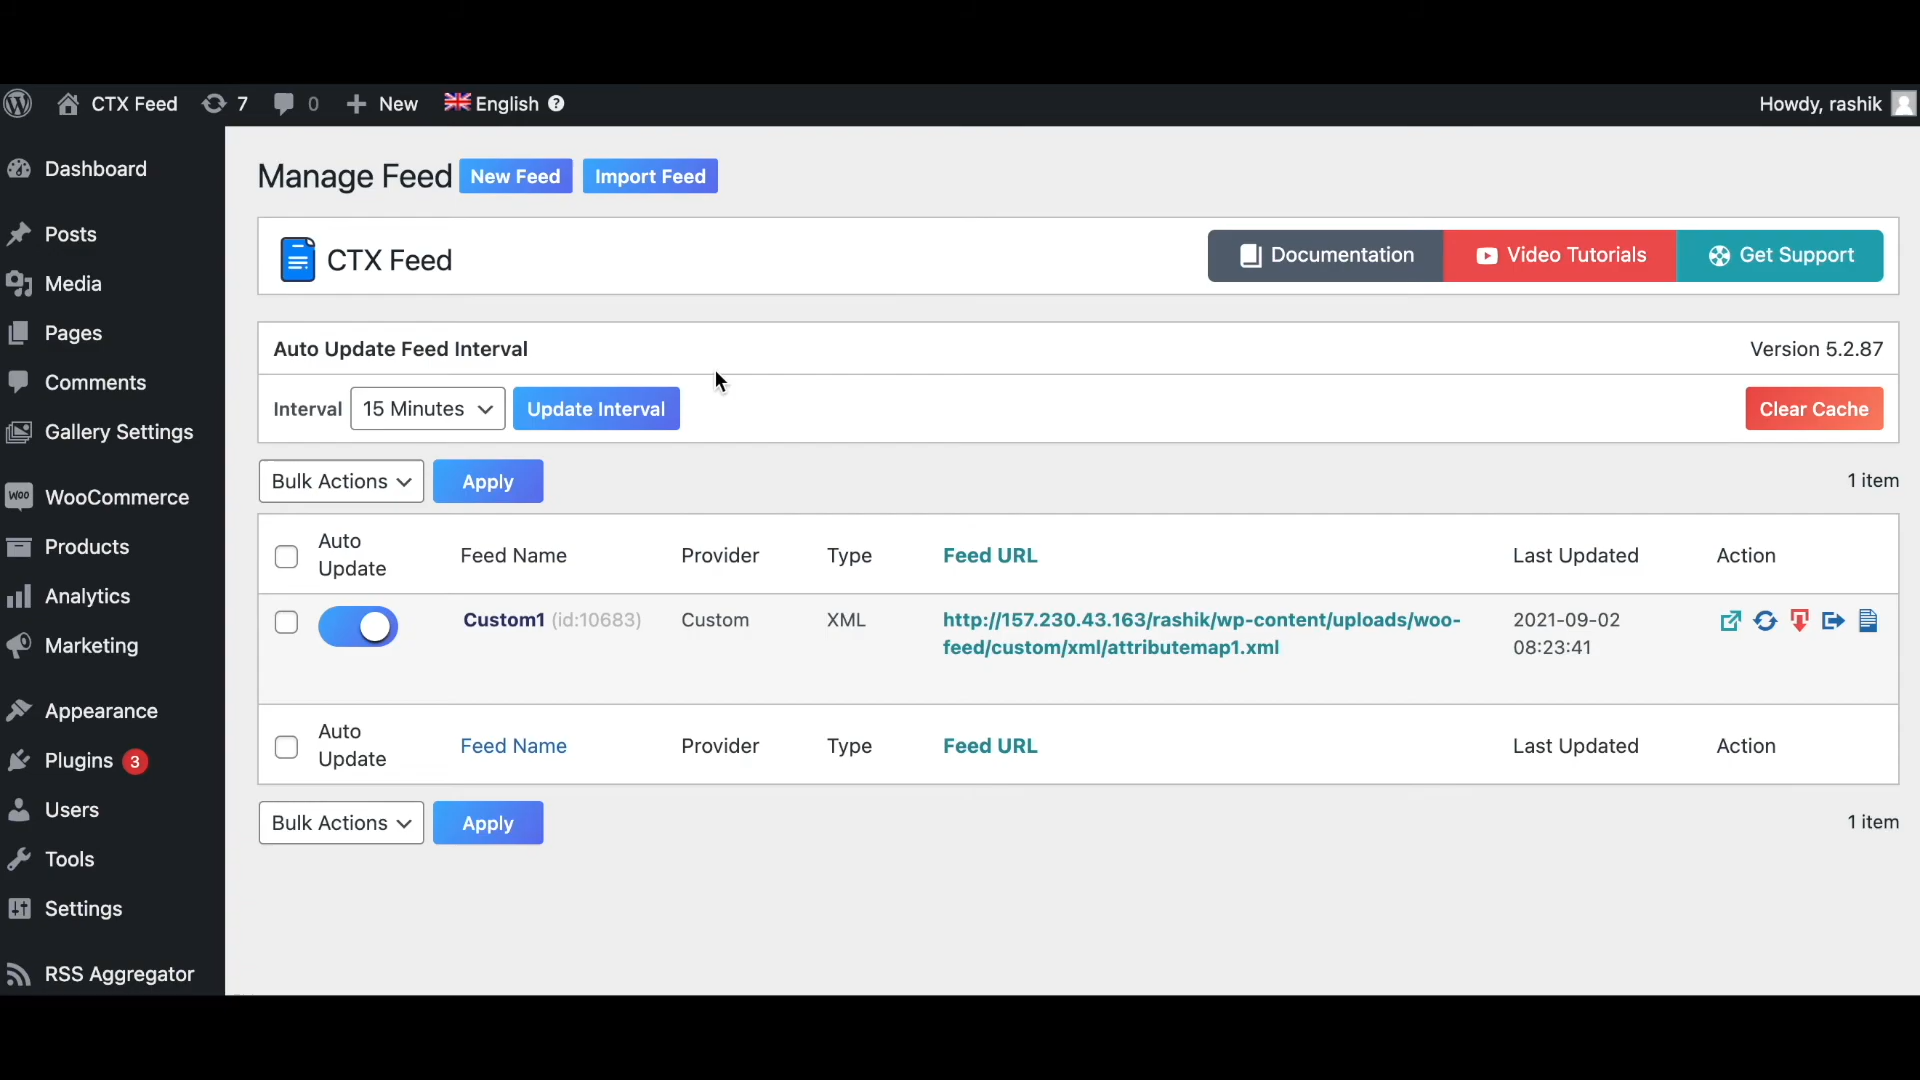 CTX Feed 7 0 New English Howdy, rashik
Dashboard
Posts
Media
Pages
Comments
Gallery Settings
WooCommerce
Products
Analytics
Marketing
Appearance
Plugins 3
Users
Tools
Settings
RSS Aggregator
Manage Feed New Feed Import Feed
CTX Feed Documentation Video Tutorials Get Support
Auto Update Feed Interval Version 5.2.87
Interval 15 Minutes Update Interval Clear Cache
Bulk Actions Apply 1 item
Auto Update Feed Name Provider Type Feed URL Last Updated Action
Custom1 (id:10683) Custom XML http://157.230.43.163/rashik/wp-content/uploads/woo- 2021-09-02
feed/custom/xml/attributemap1.xml 08:23:41
Auto Update Feed Name Provider Type Feed URL Last Updated Action
Bulk Actions Apply 1 item